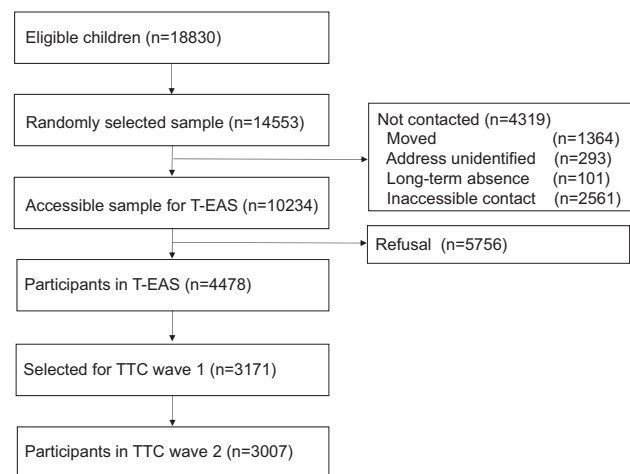 Eligible children (n=18830)
Randomly selected sample (n=14553)
Not contacted (n=4319)
Moved (n=1364)
Address unidentified (n=293)
Long-term absence (n=101)
Inaccessible contact (n=2561)
Accessible sample for T-EAS (n=10234)
Refusal (n=5756)
Participants in T-EAS (n=4478)
Selected for TTC wave 1 (n=3171)
Participants in TTC wave 2 (n=3007)